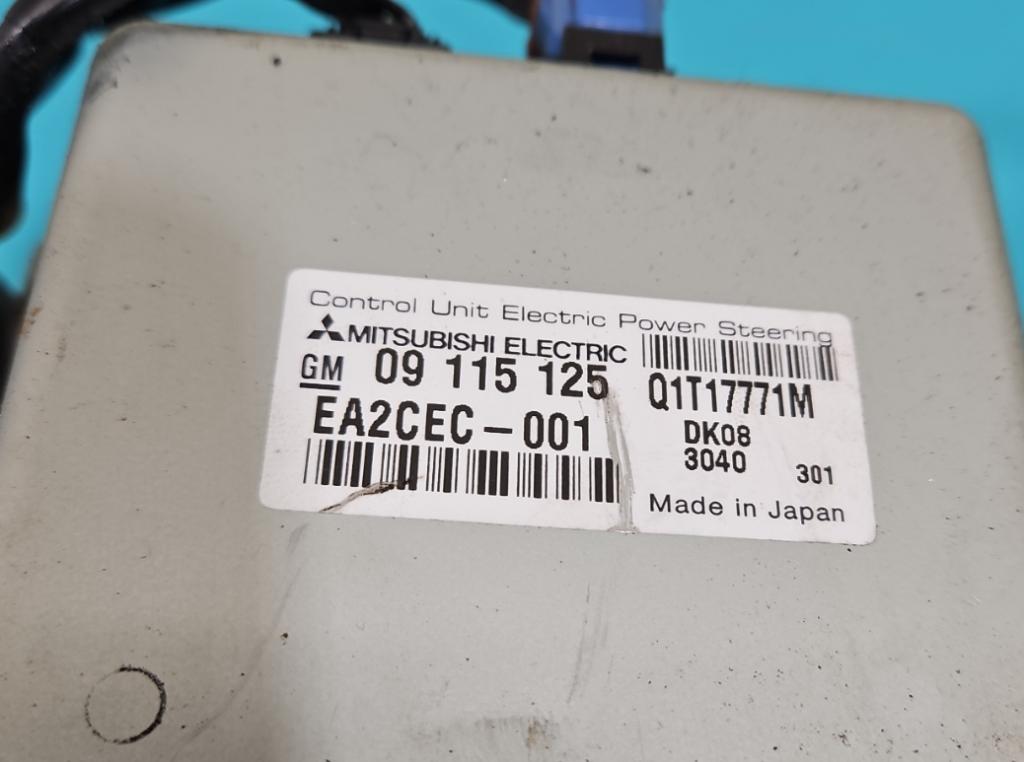 Control Unit Electric Power Steering
MITSUBISHI ELECTRIC
GM 09 115 125
Q1T17771M
EA2CEC-001
DK08
3040 301
Made in Japan